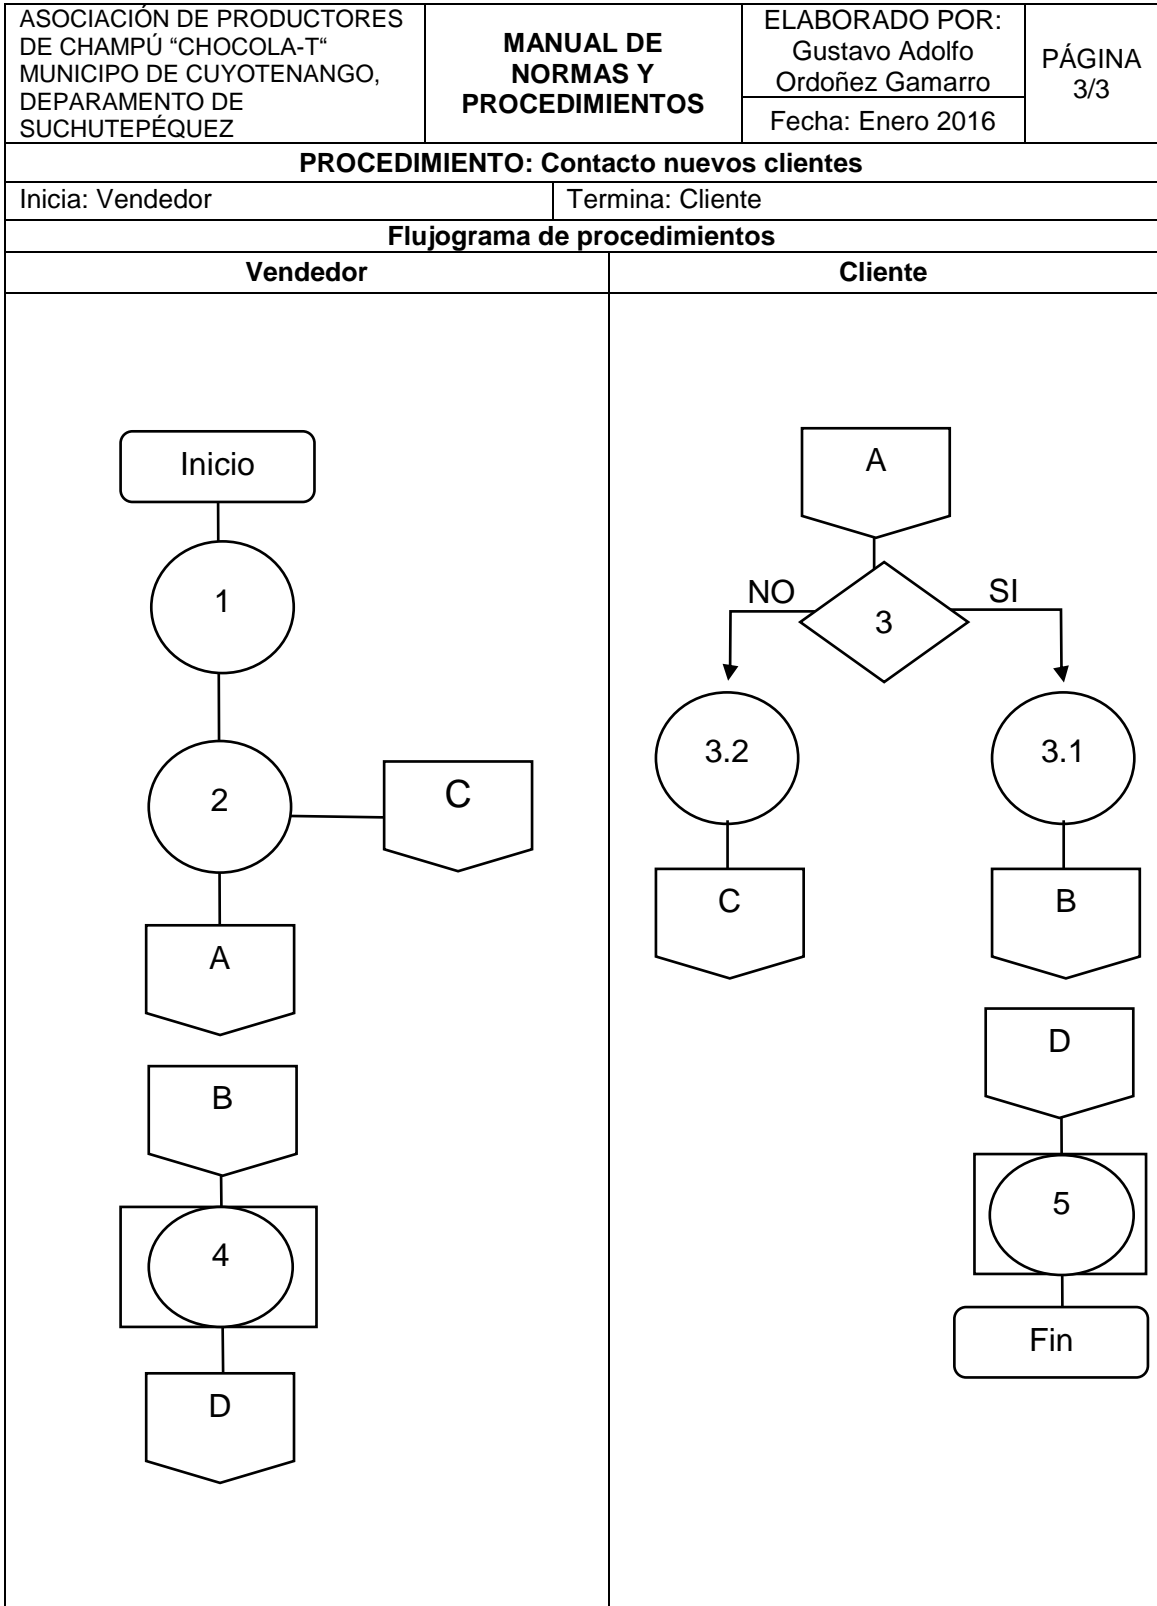 ASOCIACIÓN DE PRODUCTORES
DE CHAMPÚ “CHOCOLA-T“
MUNICIPO DE CUYOTENANGO,
DEPARAMENTO DE
SUCHUTEPÉQUEZ
MANUAL DE
NORMAS Y
PROCEDIMIENTOS
ELABORADO POR:
Gustavo Adolfo
Ordoñez Gamarro
Fecha: Enero 2016
PÁGINA
3/3
PROCEDIMIENTO: Contacto nuevos clientes
Inicia: Vendedor
Termina: Cliente
Flujograma de procedimientos
Vendedor
Cliente
Inicio
1
2
C
A
B
4
D
A
NO
3
SI
3.2
3.1
C
B
D
5
Fin